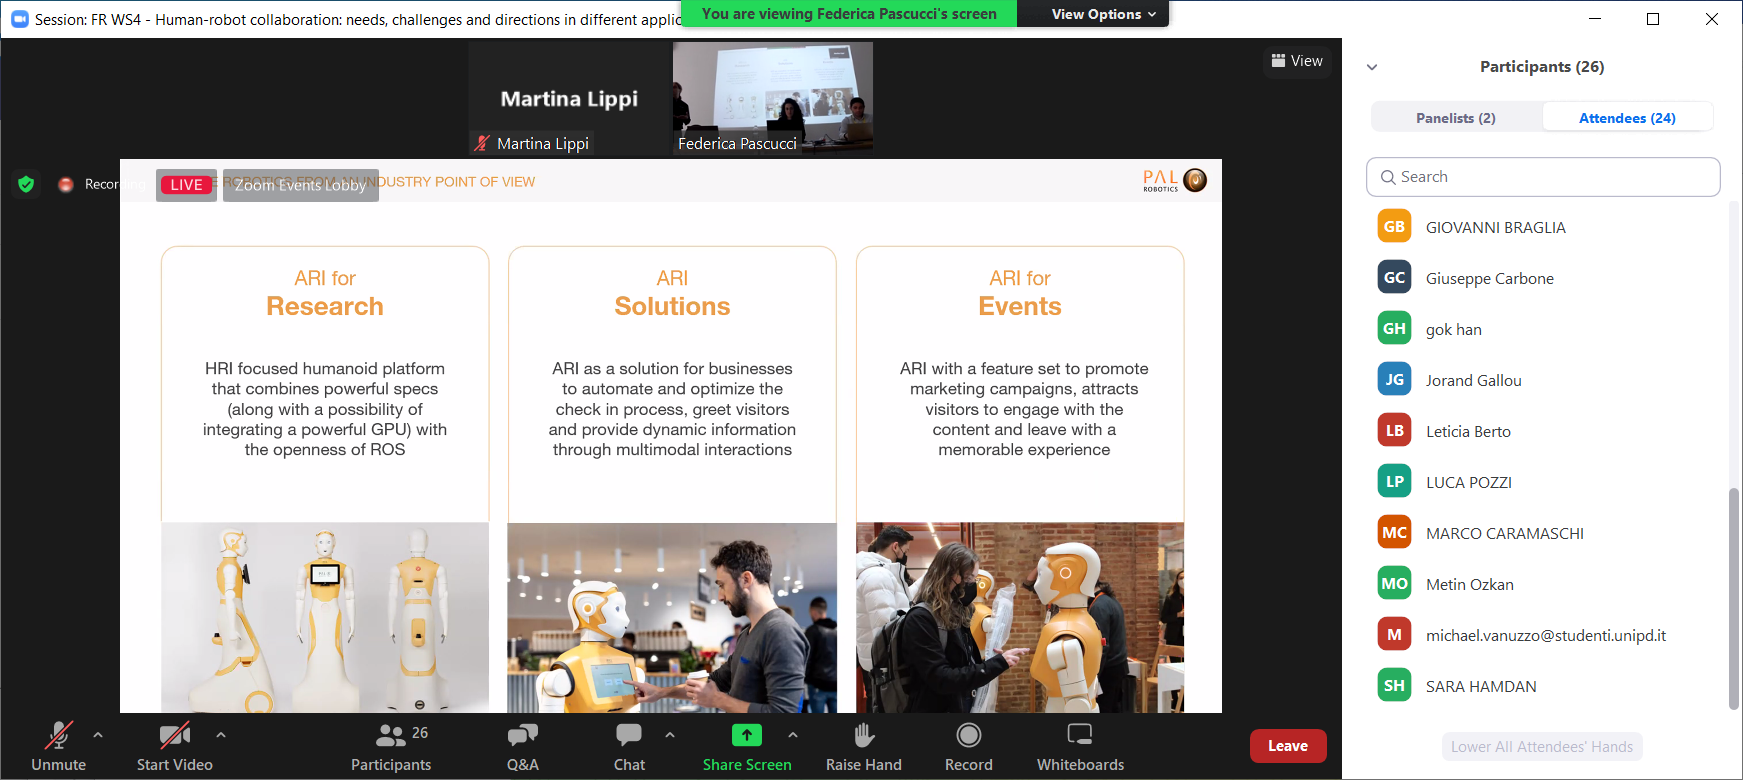 Session: FR WS4 - Human-robot collaboration: needs, challenges and directions in different applic
You are viewing Federica Pascucci's screen
View Options
Martina Lippi
Martina Lippi
Federica Pascucci
View
Recording
LIVE
Zoom Events Lobby
ROBOTICS FROM AN INDUSTRY POINT OF VIEW
PAL
ROBOTICS
ARI for
Research
HRI focused humanoid platform
that combines powerful specs
(along with a possibility of
integrating a powerful GPU) with
the openness of ROS
ARI
Solutions
ARI as a solution for businesses
to automate and optimize the
check in process, greet visitors
and provide dynamic information
through multimodal interactions
ARI for
Events
ARI with a feature set to promote
marketing campaigns, attracts
visitors to engage with the
content and leave with a
memorable experience
Participants (26)
Panelists (2)
Attendees (24)
Search
GB GIOVANNI BRAGLIA
GC Giuseppe Carbone
GH gok han
JG Jorand Gallou
LB Leticia Berto
LP LUCA POZZI
MC MARCO CARAMASCHI
MO Metin Ozkan
M michael.vanuzzo@studenti.unipd.it
SH SARA HAMDAN
Lower All Attendees' Hands
Unmute
Start Video
26
Participants
Q&A
Chat
Share Screen
Raise Hand
Record
Whiteboards
Leave